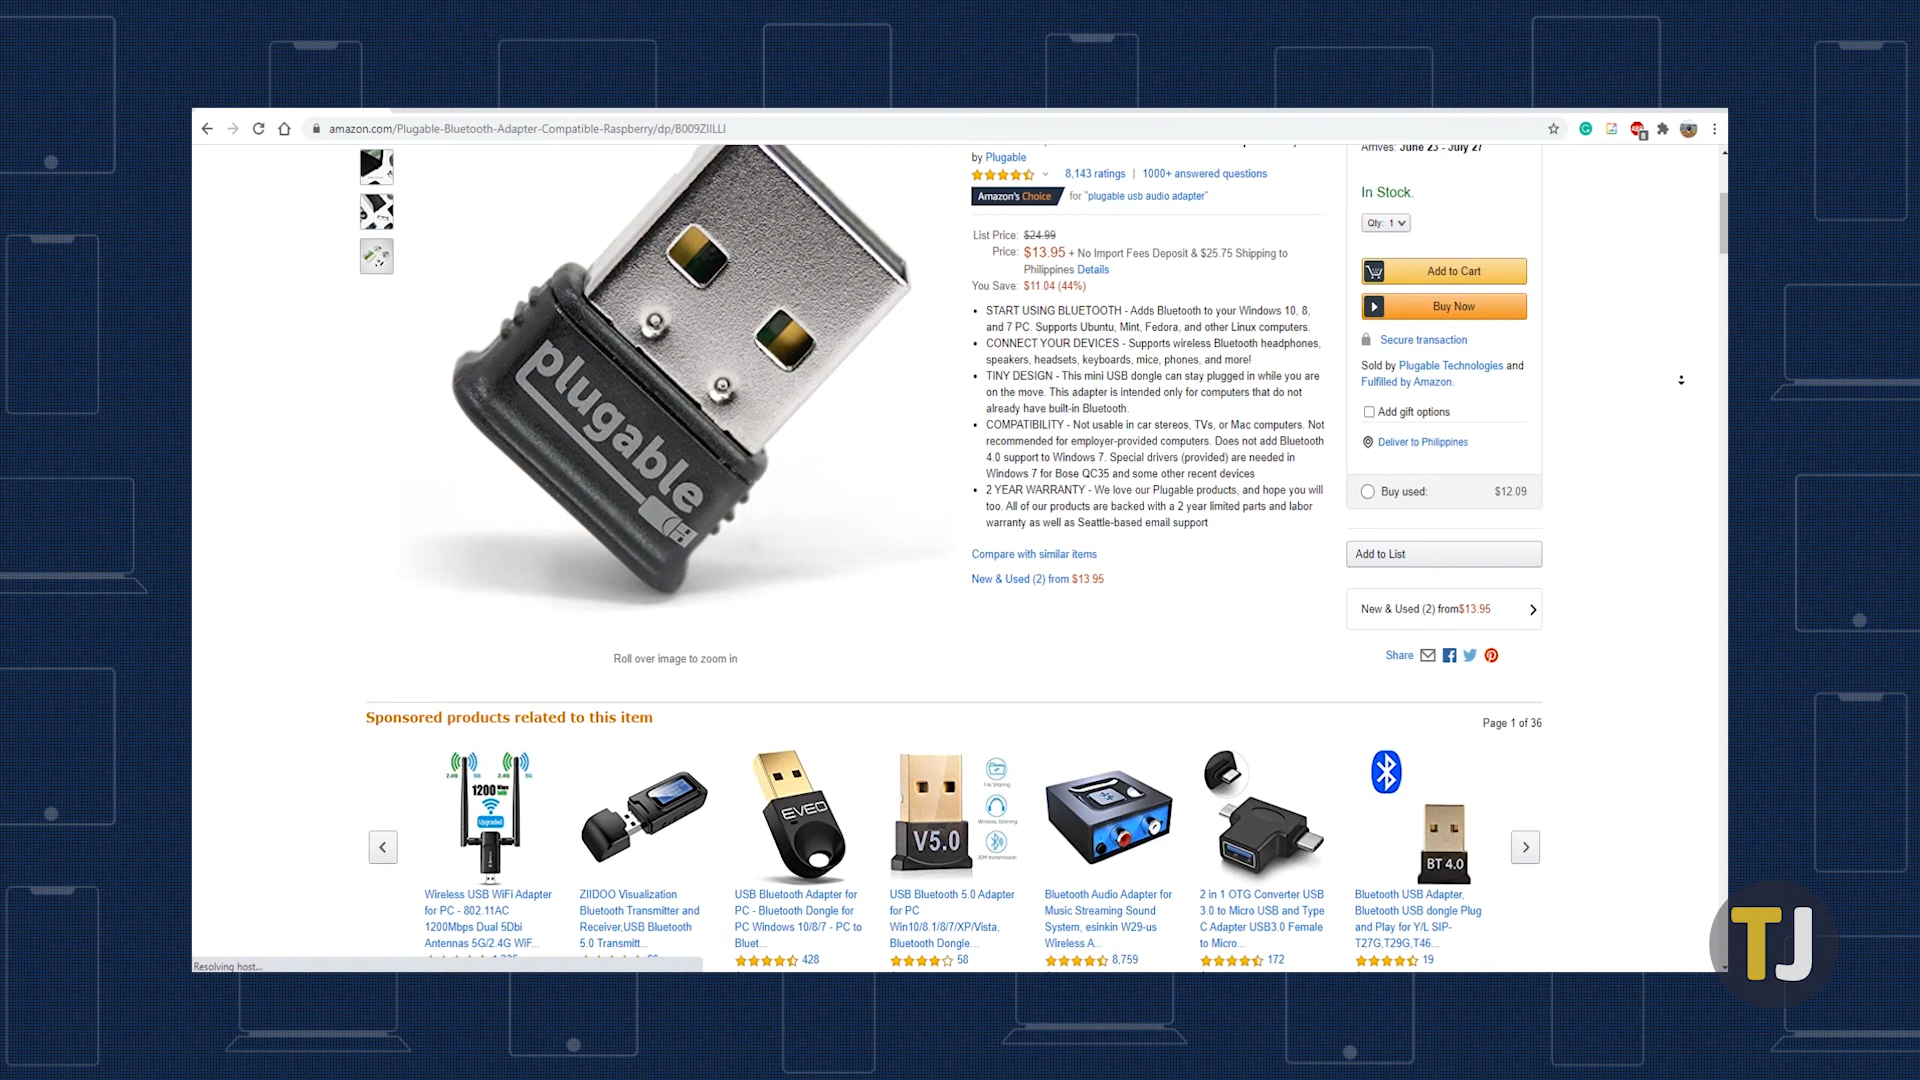 amazon.com/Plugable-Bluetooth-Adapter-Compatible-Raspberry/dp/B009ZIILLI
by Plugable
8,143 ratings | 1000+ answered questions
Amazon's Choice for "plugable usb audio adapter"
List Price: $24.99
Price: $13.95 + No Import Fees Deposit & $25.75 Shipping to
Philippines Details
You Save: $11.04 (44%)
• START USING BLUETOOTH - Adds Bluetooth to your Windows 10, 8,
and 7 PC. Supports Ubuntu, Mint, Fedora, and other Linux computers.
• CONNECT YOUR DEVICES - Supports wireless Bluetooth headphones,
speakers, headsets, keyboards, mice, phones, and more!
• TINY DESIGN - This mini USB dongle can stay plugged in while you are
on the move. This adapter is intended only for computers that do not
already have built-in Bluetooth.
• COMPATIBILITY - Not usable in car stereos, TVs, or Mac computers. Not
recommended for employer-provided computers. Does not add Bluetooth
4.0 support to Windows 7. Special drivers (provided) are needed in
Windows 7 for Bose QC35 and some other recent devices
• 2 YEAR WARRANTY - We love our Plugable products, and hope you will
too. All of our products are backed with a 2 year limited parts and labor
warranty as well as Seattle-based email support
Compare with similar items
New & Used (2) from $13.95
plugable
Roll over image to zoom in
Arrives: June 23 - July 27
In Stock.
Qty: 1
Add to Cart
Buy Now
Secure transaction
Sold by Plugable Technologies and
Fulfilled by Amazon.
Add gift options
Deliver to Philippines
Buy used: $12.09
Add to List
New & Used (2) from$13.95
Share
Sponsored products related to this item
Page 1 of 36
2.4G 5G 2.4G 5G
1200
Upgraded
Wireless USB WiFi Adapter
for PC - 802.11AC
1200Mbps Dual 5Dbi
Antennas 5G/2.4G WiF...
ZIIDOO Visualization
Bluetooth Transmitter and
Receiver,USB Bluetooth
5.0 Transmitt...
EVEO
USB Bluetooth Adapter for
PC - Bluetooth Dongle for
PC Windows 10/8/7 - PC to
Bluet...
428
V5.0
File Sharing
Wireless listening
USB Bluetooth 5.0 Adapter
for PC
Win10/8.1/8/7/XP/Vista,
Bluetooth Dongle...
58
Bluetooth Audio Adapter for
Music Streaming Sound
System, esinkin W29-us
Wireless A...
8,759
2 in 1 OTG Converter USB
3.0 to Micro USB and Type
C Adapter USB3.0 Female
to Micro...
172
BT 4.0
Bluetooth USB Adapter,
Bluetooth USB dongle Plug
and Play for Y/L SIP-
T27G,T29G,T46...
19
Resolving host...
TJ